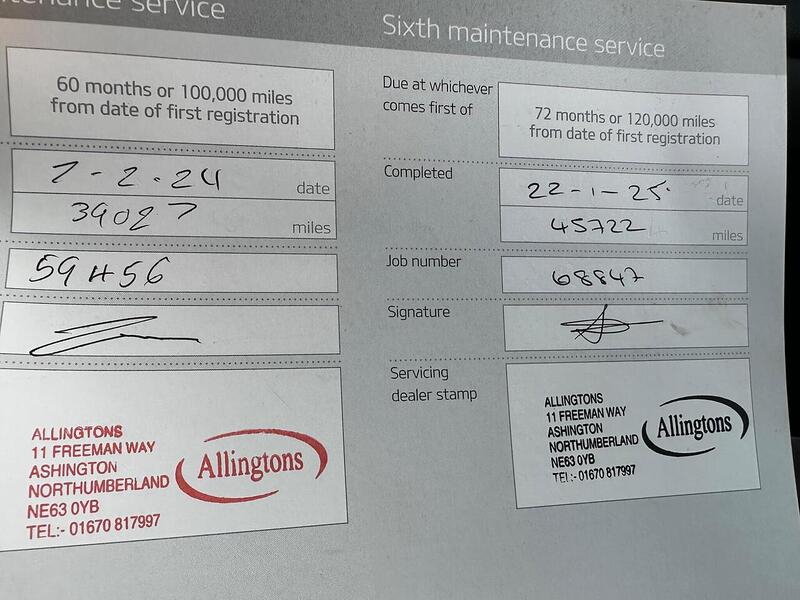 tenance service
60 months or 100,000 miles
from date of first registration
7-2-24 date
39027 miles
59456
ALLINGTONS
11 FREEMAN WAY
ASHINGTON
NORTHUMBERLAND
NE63 0YB
TEL:- 01670 817997
Allingtons
Sixth maintenance service
Due at whichever
comes first of
72 months or 120,000 miles
from date of first registration
Completed
22-1-25 date
45722 miles
Job number
68847
Signature
Servicing
dealer stamp
ALLINGTONS
11 FREEMAN WAY
ASHINGTON
NORTHUMBERLAND
NE63 0YB
TEL:- 01670 817997
Allingtons